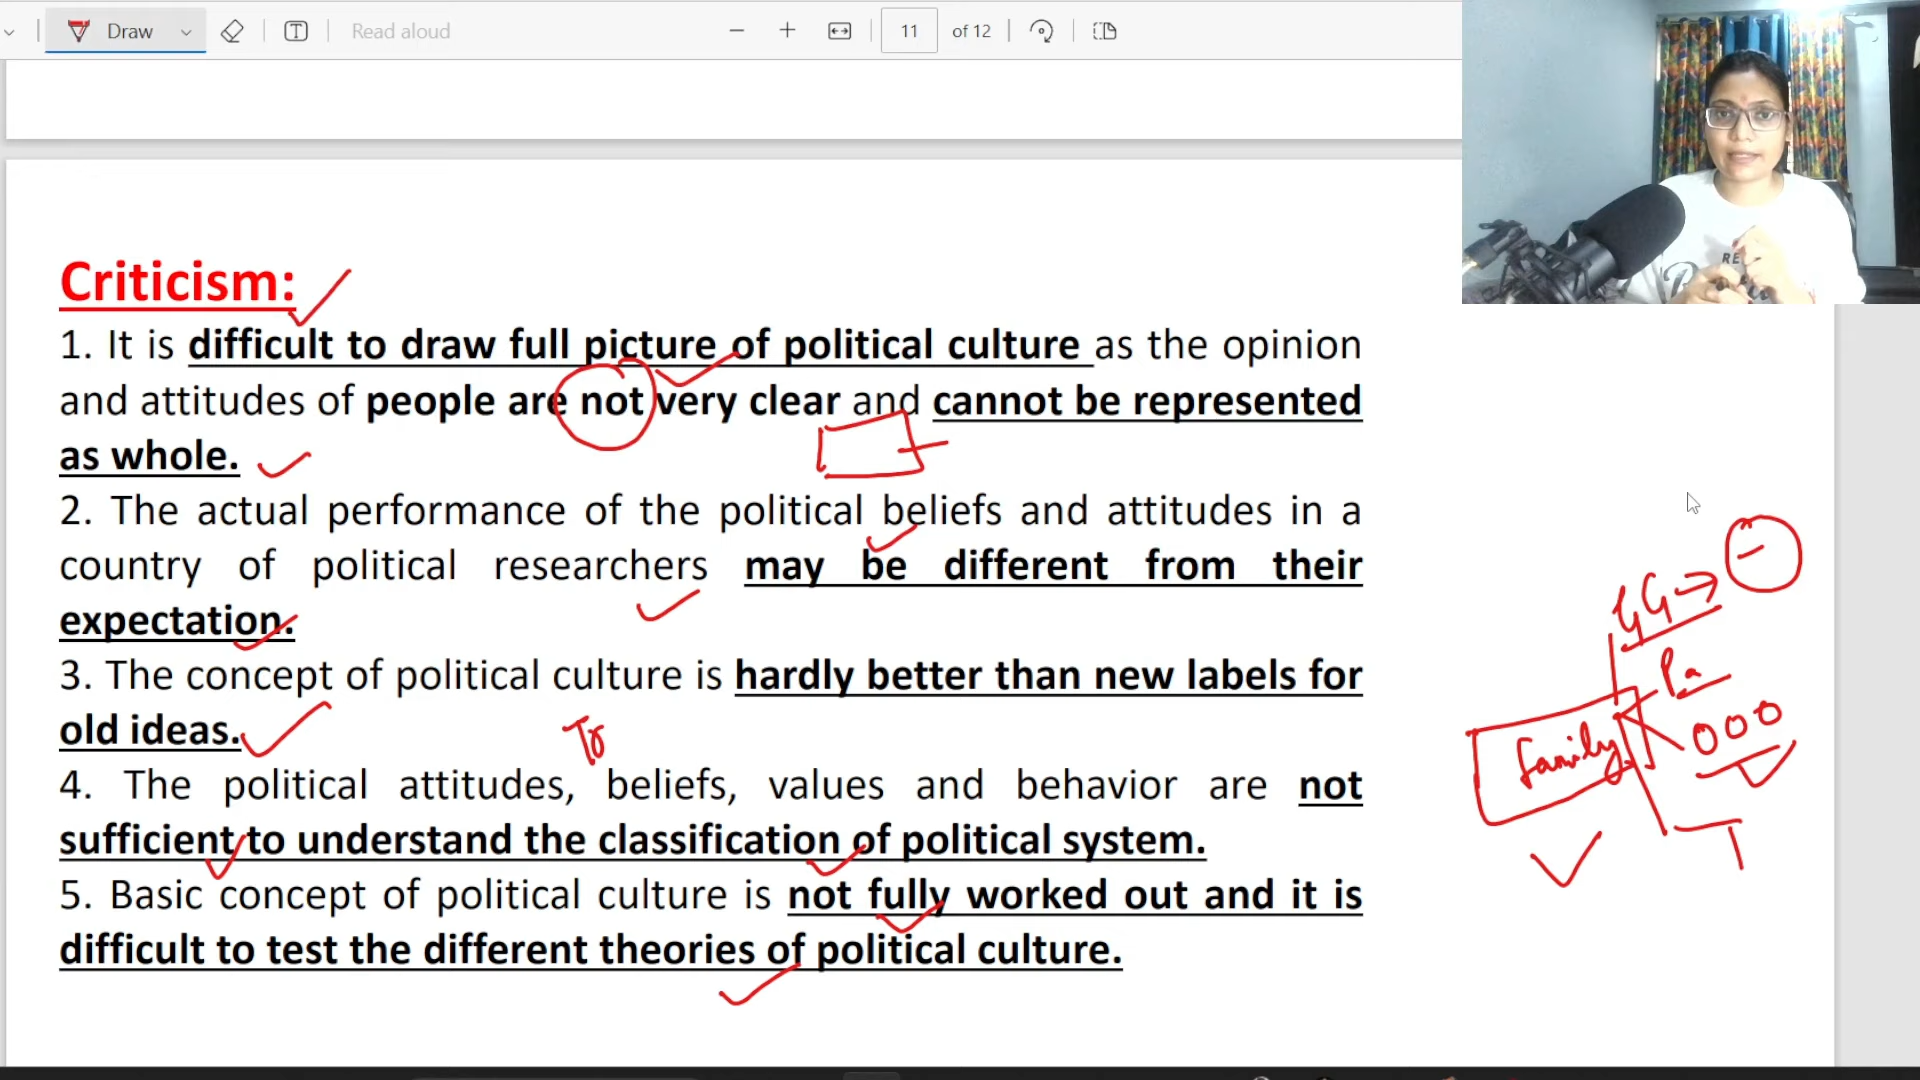 Draw
Read aloud
11 of 12
Criticism:
1. It is difficult to draw full picture of political culture as the opinion
and attitudes of people are not very clear and cannot be represented
as whole.
2. The actual performance of the political beliefs and attitudes in a
country of political researchers may be different from their
expectation.
3. The concept of political culture is hardly better than new labels for
old ideas.
4. The political attitudes, beliefs, values and behavior are not
sufficient to understand the classification of political system.
5. Basic concept of political culture is not fully worked out and it is
difficult to test the different theories of political culture.
Pa
Family
T